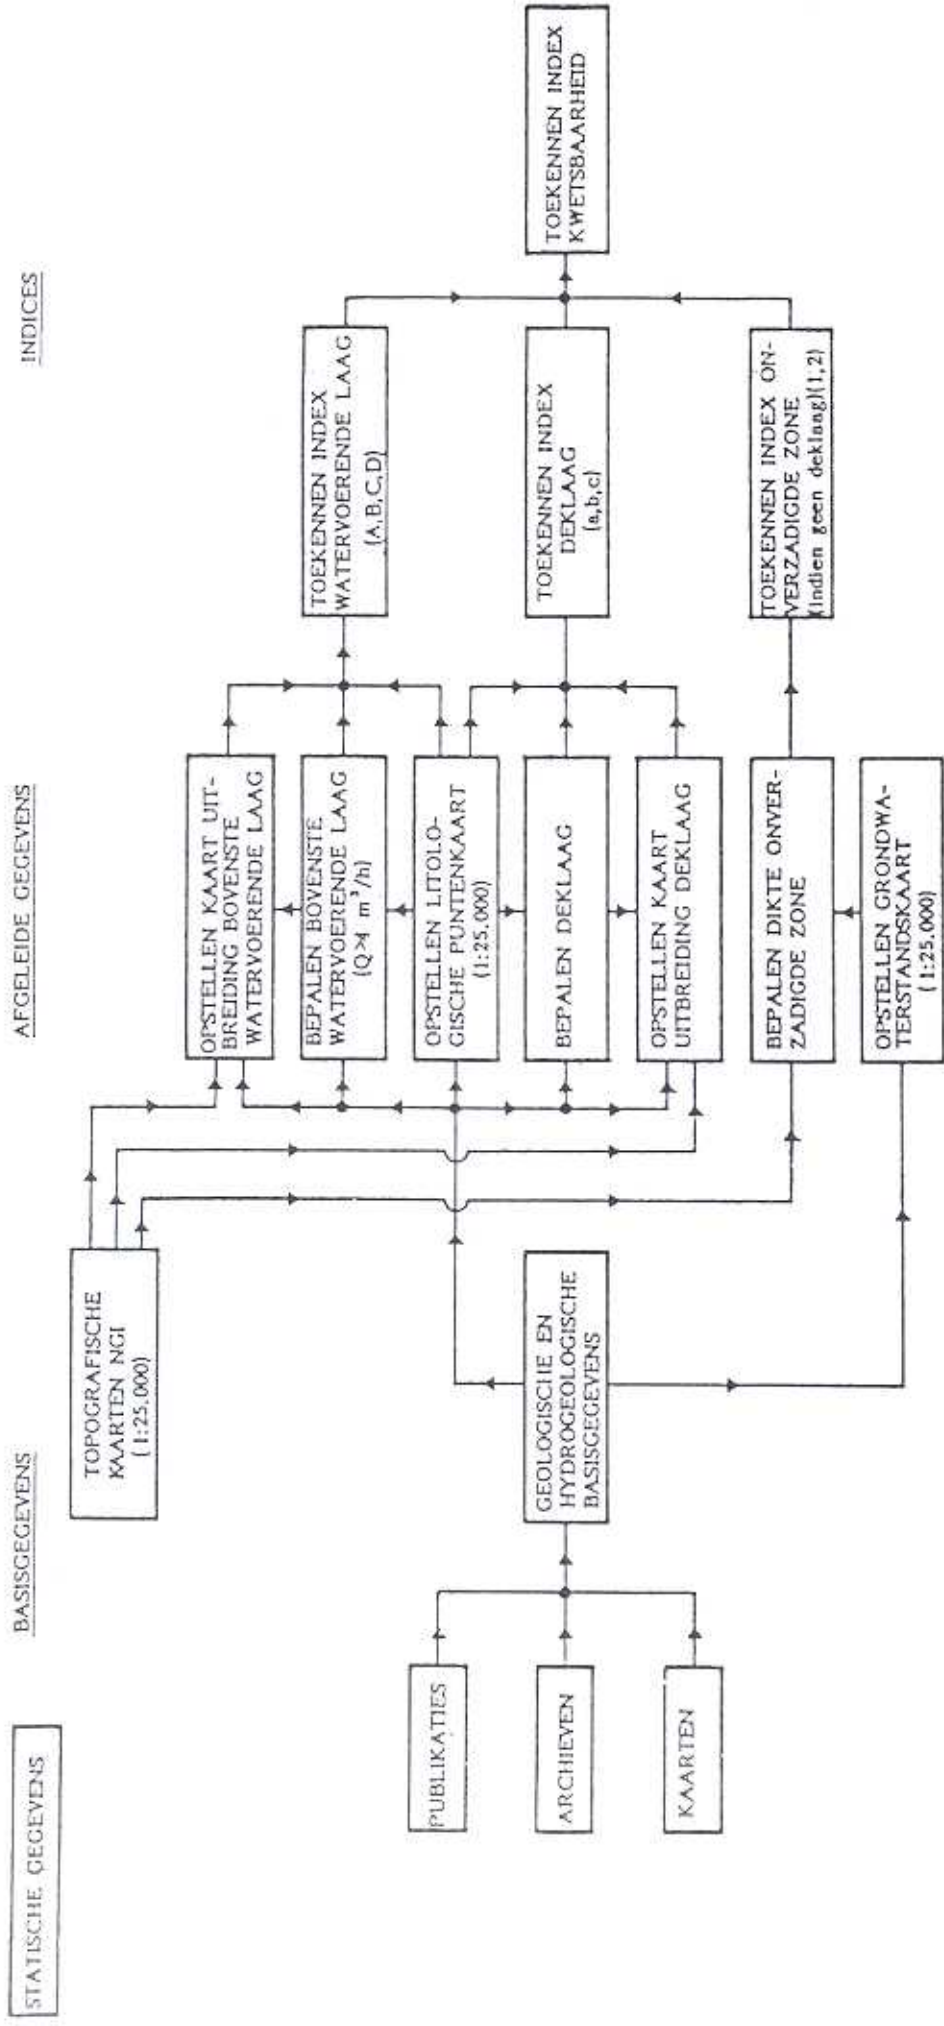 STATISCHE GEGEVENS
BASISGEGEVENS
AFGELEIDE GEGEVENS
INDICES
PUBLIKATIES
ARCHIEVEN
KAARTEN
TOPOGRAFISCHE
KAARTEN NGI
(1:25.000)
GEOLOGISCHE EN
HYDROGEOLOGISCHE
BASISGEGEVENS
OPSTELLEN KAART UIT-
BREIDING BOVENSTE
WATERVOERENDE LAAG
BEPALEN BOVENSTE
WATERVOERENDE LAAG
(Q>4 m³/h)
OPSTELLEN LITOLO-
GISCHE PUNTENKAART
(1:25.000)
BEPALEN DEKLAAG
OPSTELLEN KAART
UITBREIDING DEKLAAG
BEPALEN DIKTE ONVER-
ZADIGDE ZONE
OPSTELLEN GRONDWA-
TERSTANDSKAART
(1:25.000)
TOEKENNEN INDEX
WATERVOERENDE LAAG
(A,B,C,D)
TOEKENNEN INDEX
DEKLAAG
(a,b,c)
TOEKENNEN INDEX ON-
VERZADIGDE ZONE
(indien geen deklaag)(1,2)
TOEKENNEN INDEX
KWETSBAARHEID